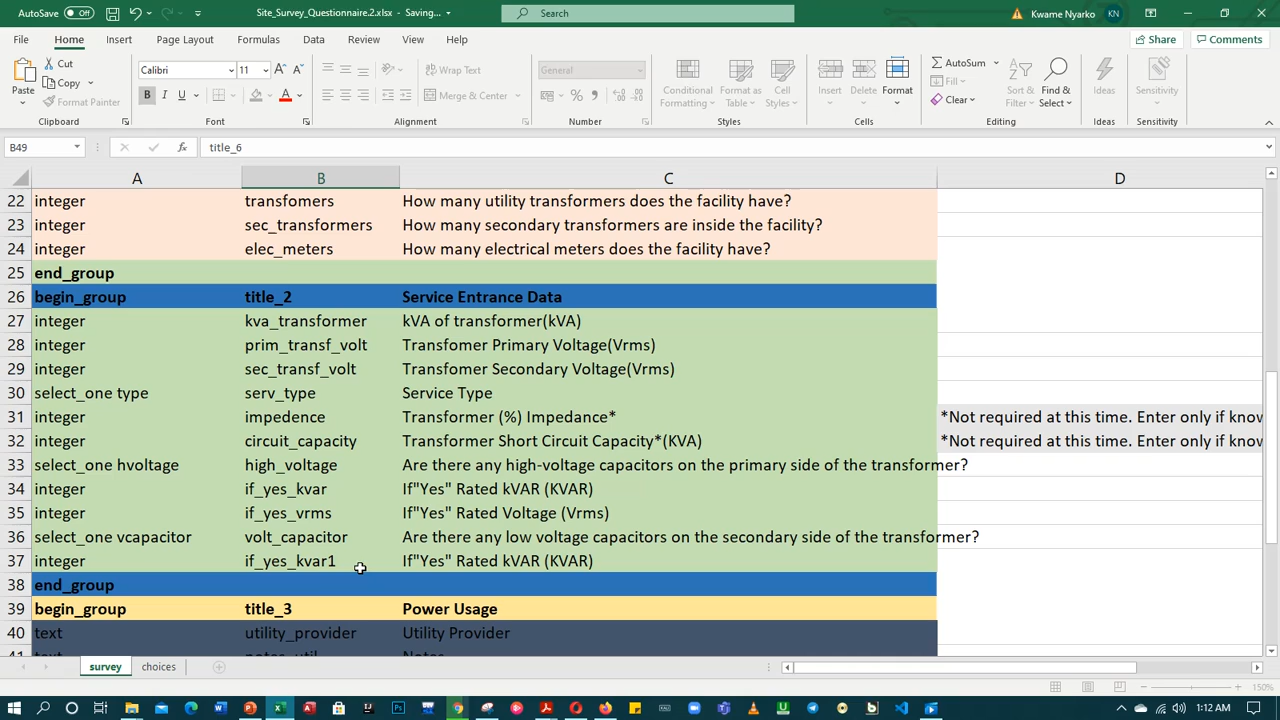 AutoSave Off Site_Survey_Questionnaire.2.xlsx - Saving... Search Kwame Nyarko KN
File Home Insert Page Layout Formulas Data Review View Help Share Comments
Paste Cut Copy Format Painter Clipboard
Calibri 11 B I U A Font
Wrap Text Merge & Center Alignment
General % Number
Conditional Formatting Format as Table Cell Styles Styles
Insert Delete Format Cells
AutoSum Fill Clear Sort & Filter Find & Select Editing
Ideas Ideas
Sensitivity Sensitivity
B49 fx title_6
A B C D
22 integer transfomers How many utility transformers does the facility have?
23 integer sec_transformers How many secondary transformers are inside the facility?
24 integer elec_meters How many electrical meters does the facility have?
25 end_group
26 begin_group title_2 Service Entrance Data
27 integer kva_transformer kVA of transformer(kVA)
28 integer prim_transf_volt Transfomer Primary Voltage(Vrms)
29 integer sec_transf_volt Transfomer Secondary Voltage(Vrms)
30 select_one type serv_type Service Type
31 integer impedence Transformer (%) Impedance* *Not required at this time. Enter only if know
32 integer circuit_capacity Transformer Short Circuit Capacity*(KVA) *Not required at this time. Enter only if know
33 select_one hvoltage high_voltage Are there any high-voltage capacitors on the primary side of the transformer?
34 integer if_yes_kvar If"Yes" Rated kVAR (KVAR)
35 integer if_yes_vrms If"Yes" Rated Voltage (Vrms)
36 select_one vcapacitor volt_capacitor Are there any low voltage capacitors on the secondary side of the transformer?
37 integer if_yes_kvar1 If"Yes" Rated kVAR (KVAR)
38 end_group
39 begin_group title_3 Power Usage
40 text utility_provider Utility Provider
41 text notes_util Notes
survey choices
150%
1:12 AM